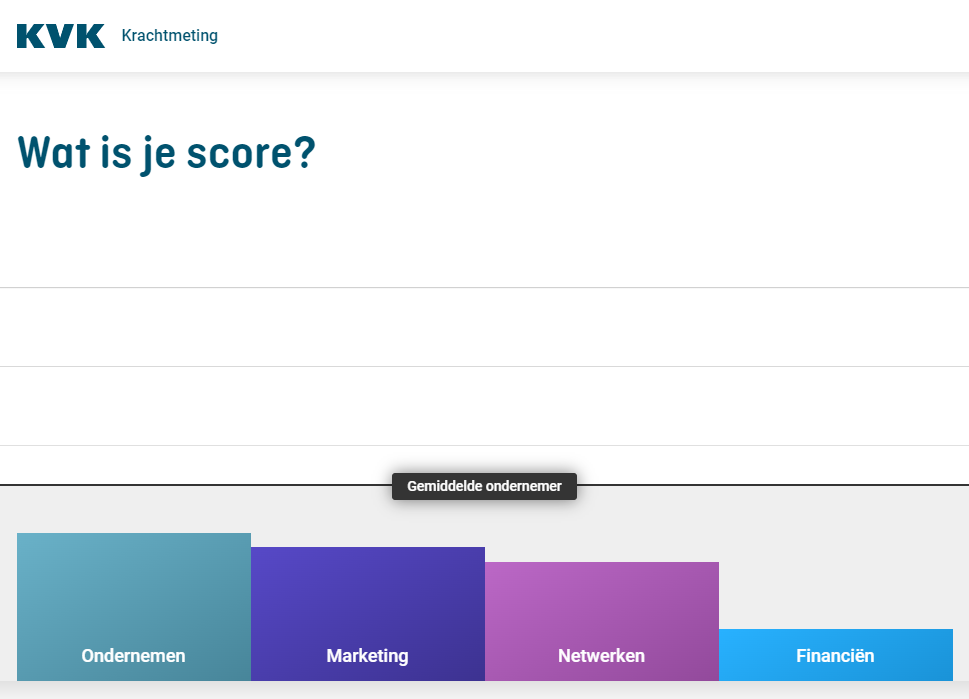 KVK Krachtmeting
Wat is je score?
Gemiddelde ondernemer
Ondernemen Marketing Netwerken Financiën